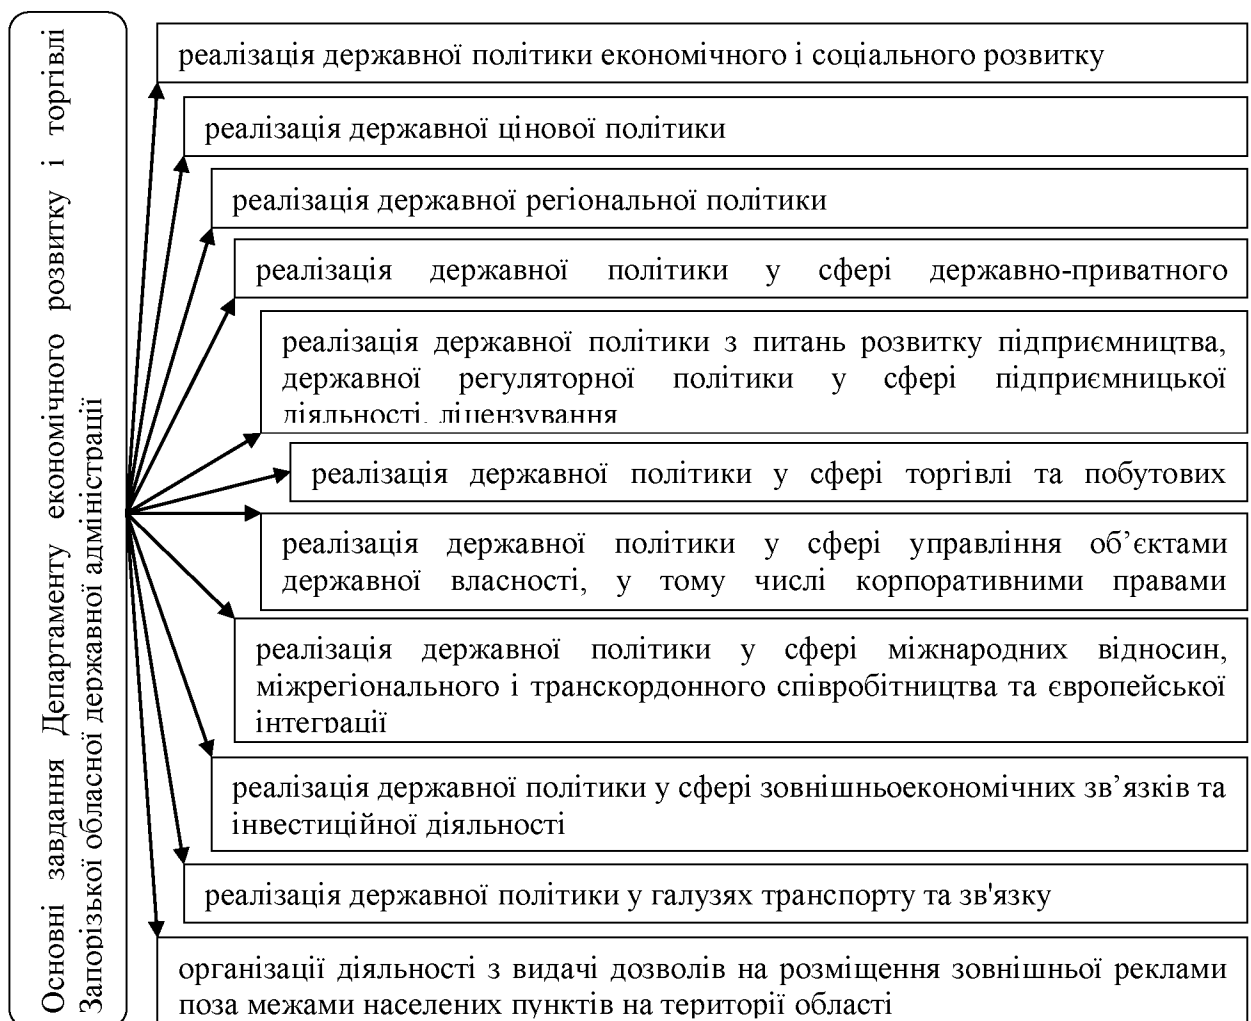 Основні завдання Департаменту економічного розвитку і торгівлі
Запорізької обласної державної адміністрації
реалізація державної політики економічного і соціального розвитку
реалізація державної цінової політики
реалізація державної регіональної політики
реалізація державної політики у сфері державно-приватного
реалізація державної політики з питань розвитку підприємництва,
державної регуляторної політики у сфері підприємницької
діяльності, ліцензування
реалізація державної політики у сфері торгівлі та побутових
реалізація державної політики у сфері управління об’єктами
державної власності, у тому числі корпоративними правами
реалізація державної політики у сфері міжнародних відносин,
міжрегіонального і транскордонного співробітництва та європейської
інтеграції
реалізація державної політики у сфері зовнішньоекономічних зв’язків та
інвестиційної діяльності
реалізація державної політики у галузях транспорту та зв'язку
організації діяльності з видачі дозволів на розміщення зовнішньої реклами
поза межами населених пунктів на території області